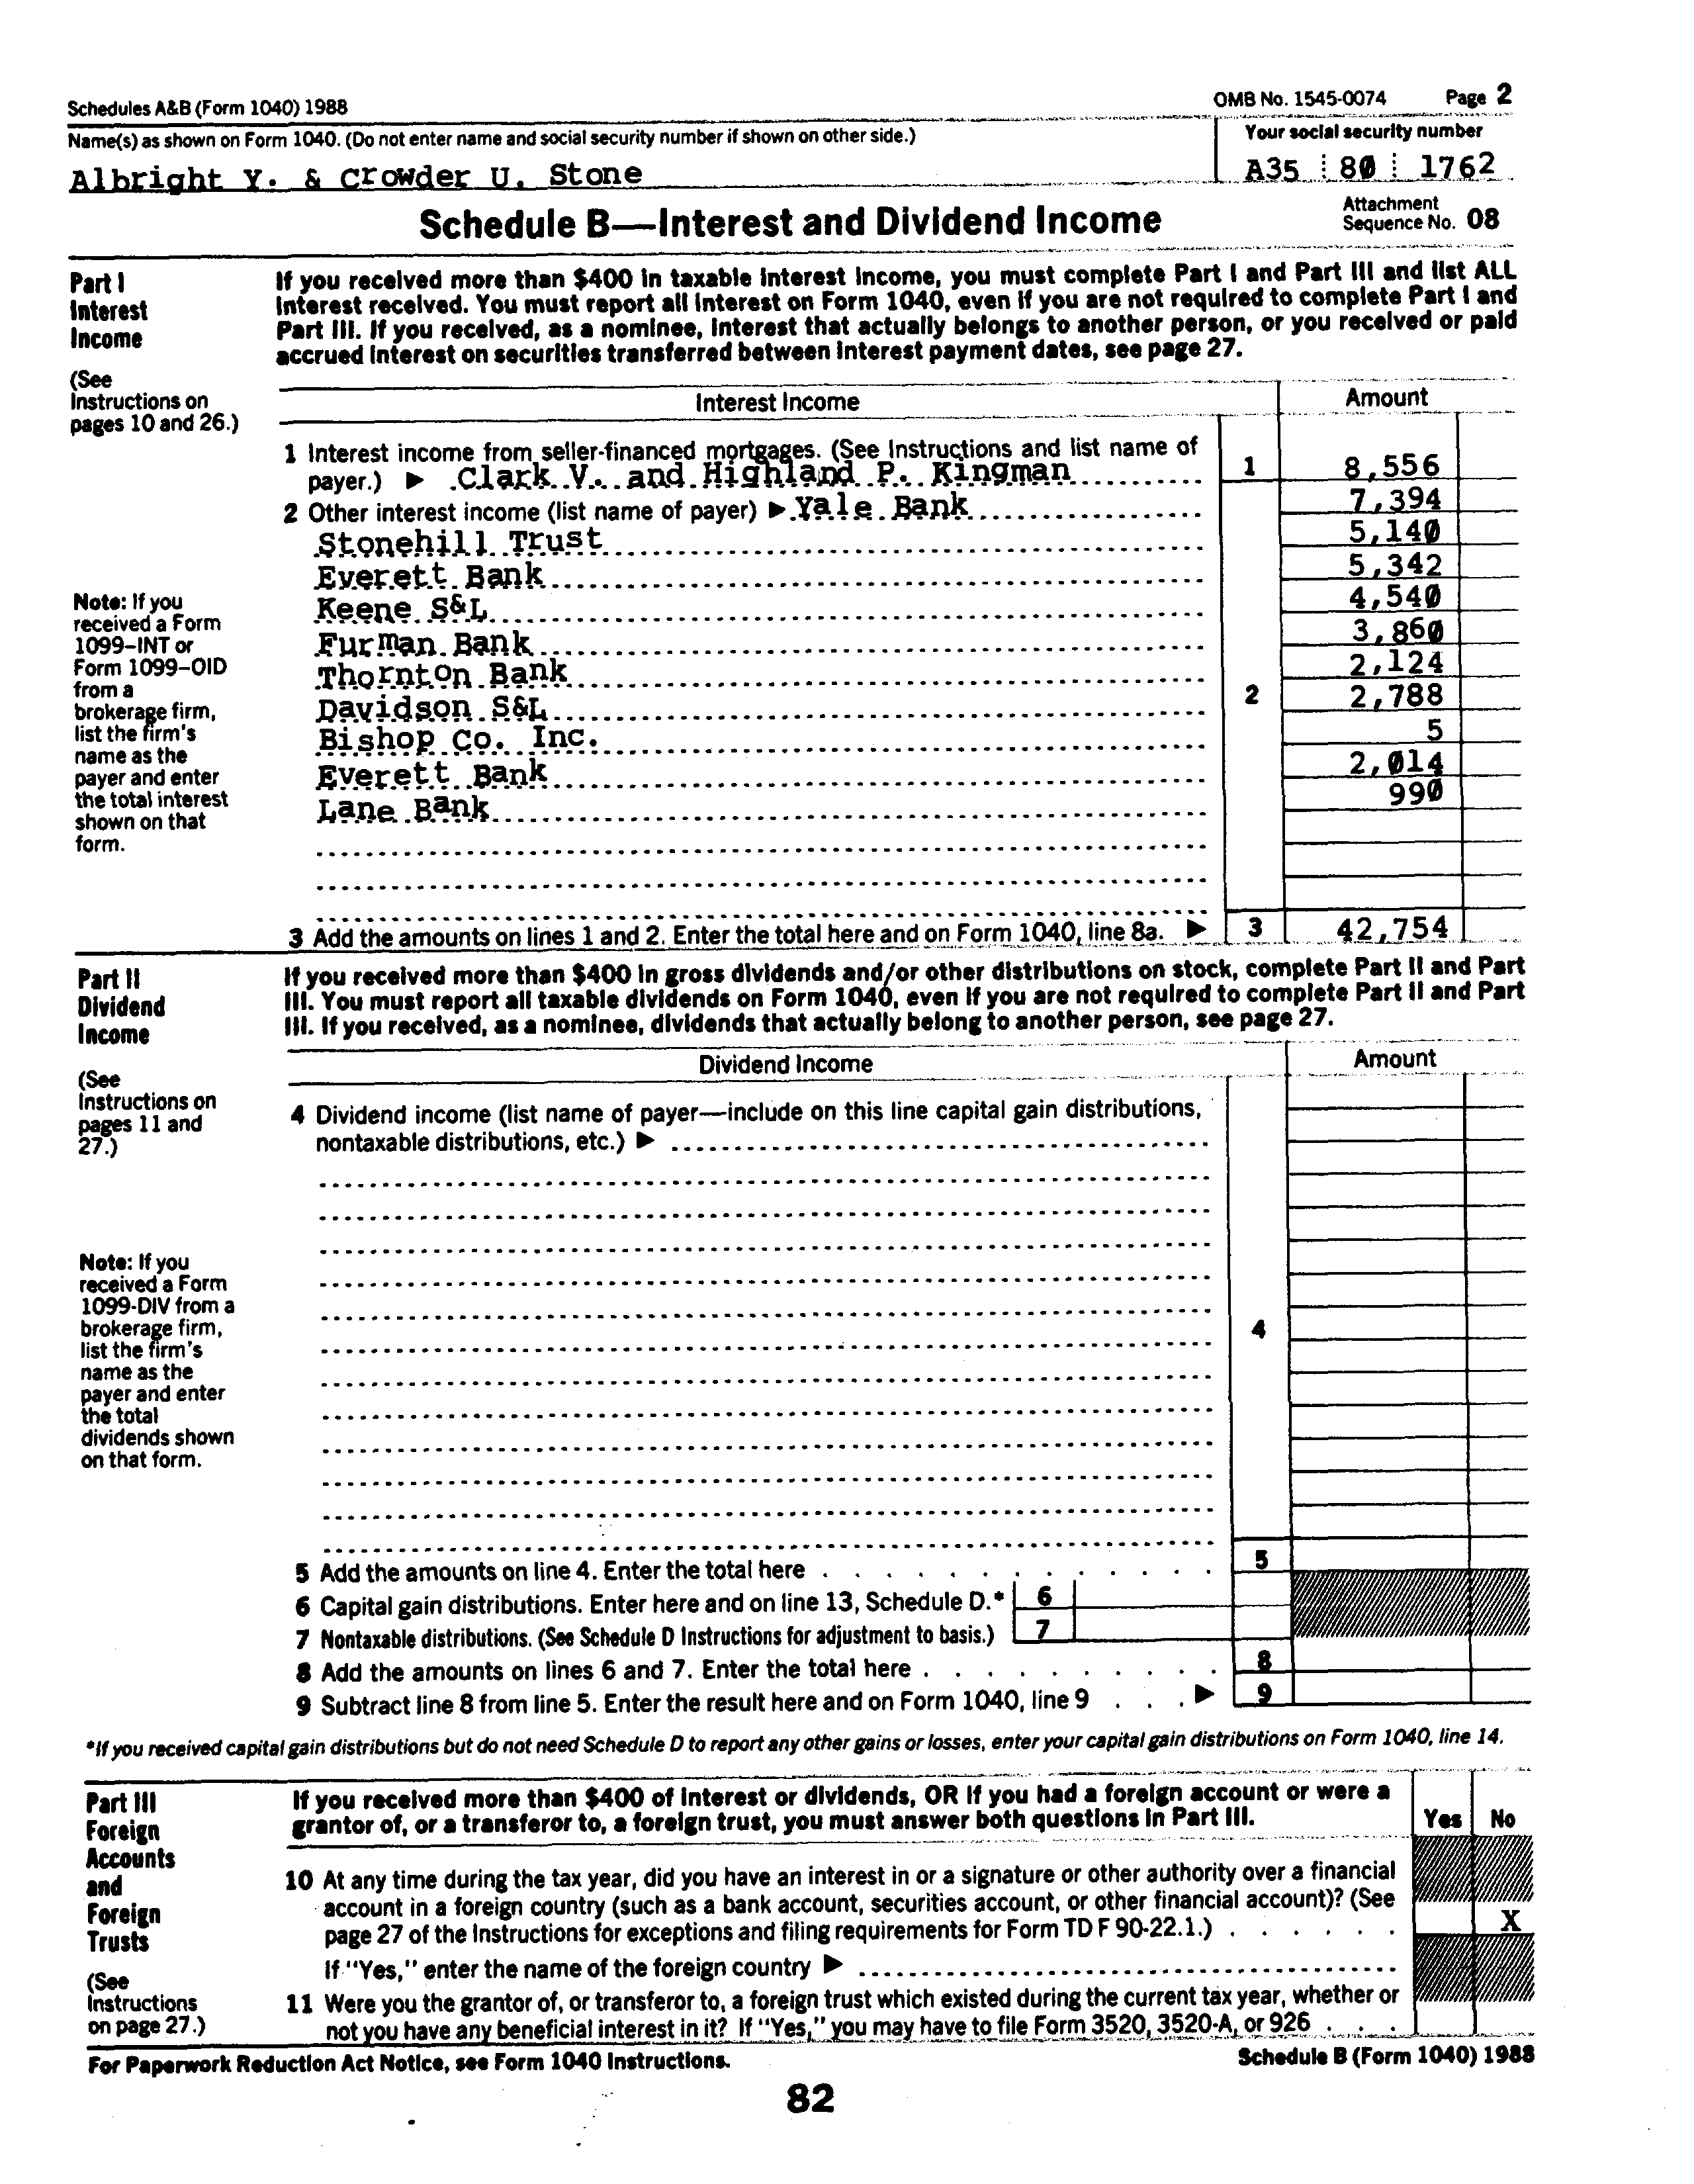 Schedules A&B (Form 1040) 1988 OMB No. 1545-0074 Page 2
Name(s) as shown on Form 1040. (Do not enter name and social security number if shown on other side.) Your social security number
Albright Y. & Crowder U. Stone A35 80 1762
Schedule B—Interest and Dividend Income Attachment Sequence No. 08
Part I
Interest
Income
(See
Instructions on
pages 10 and 26.)
If you received more than $400 in taxable interest income, you must complete Part I and Part III and list ALL
interest received. You must report all interest on Form 1040, even if you are not required to complete Part I and
Part III. If you received, as a nominee, interest that actually belongs to another person, or you received or paid
accrued interest on securities transferred between interest payment dates, see page 27.
Interest Income Amount
1 Interest income from seller-financed mortgages. (See Instructions and list name of
payer.) ▶ Clark V. and Highland P. Kingman 1 8,556
2 Other interest income (list name of payer) ▶ Yale Bank 7,394
Stonehill Trust 5,140
Everett Bank 5,342
Keene S&L 4,540
Furman Bank 3,860
Thornton Bank 2,124
Davidson S&L 2 2,788
Bishop Co. Inc. 5
Everett Bank 2,014
Lane Bank 990
Note: If you
received a Form
1099–INT or
Form 1099–OID
from a
brokerage firm,
list the firm's
name as the
payer and enter
the total interest
shown on that
form.
3 Add the amounts on lines 1 and 2. Enter the total here and on Form 1040, line 8a. ▶ 3 42,754
Part II
Dividend
Income
(See
Instructions on
pages 11 and
27.)
If you received more than $400 in gross dividends and/or other distributions on stock, complete Part II and Part
III. You must report all taxable dividends on Form 1040, even if you are not required to complete Part II and Part
III. If you received, as a nominee, dividends that actually belong to another person, see page 27.
Dividend Income Amount
4 Dividend income (list name of payer—include on this line capital gain distributions,
nontaxable distributions, etc.) ▶
4
Note: If you
received a Form
1099-DIV from a
brokerage firm,
list the firm's
name as the
payer and enter
the total
dividends shown
on that form.
5 Add the amounts on line 4. Enter the total here . . . . . . . . . . . . . 5
6 Capital gain distributions. Enter here and on line 13, Schedule D.* 6
7 Nontaxable distributions. (See Schedule D Instructions for adjustment to basis.) 7
8 Add the amounts on lines 6 and 7. Enter the total here . . . . . . . . . . 8
9 Subtract line 8 from line 5. Enter the result here and on Form 1040, line 9 . . . ▶ 9
*If you received capital gain distributions but do not need Schedule D to report any other gains or losses, enter your capital gain distributions on Form 1040, line 14.
Part III
Foreign
Accounts
and
Foreign
Trusts
(See
Instructions
on page 27.)
If you received more than $400 of interest or dividends, OR if you had a foreign account or were a
grantor of, or a transferor to, a foreign trust, you must answer both questions in Part III. Yes No
10 At any time during the tax year, did you have an interest in or a signature or other authority over a financial
account in a foreign country (such as a bank account, securities account, or other financial account)? (See
page 27 of the Instructions for exceptions and filing requirements for Form TD F 90-22.1.) . . . . . . X
If "Yes," enter the name of the foreign country ▶
11 Were you the grantor of, or transferor to, a foreign trust which existed during the current tax year, whether or
not you have any beneficial interest in it? If "Yes," you may have to file Form 3520, 3520-A, or 926 . . .
For Paperwork Reduction Act Notice, see Form 1040 Instructions. Schedule B (Form 1040) 1988
82